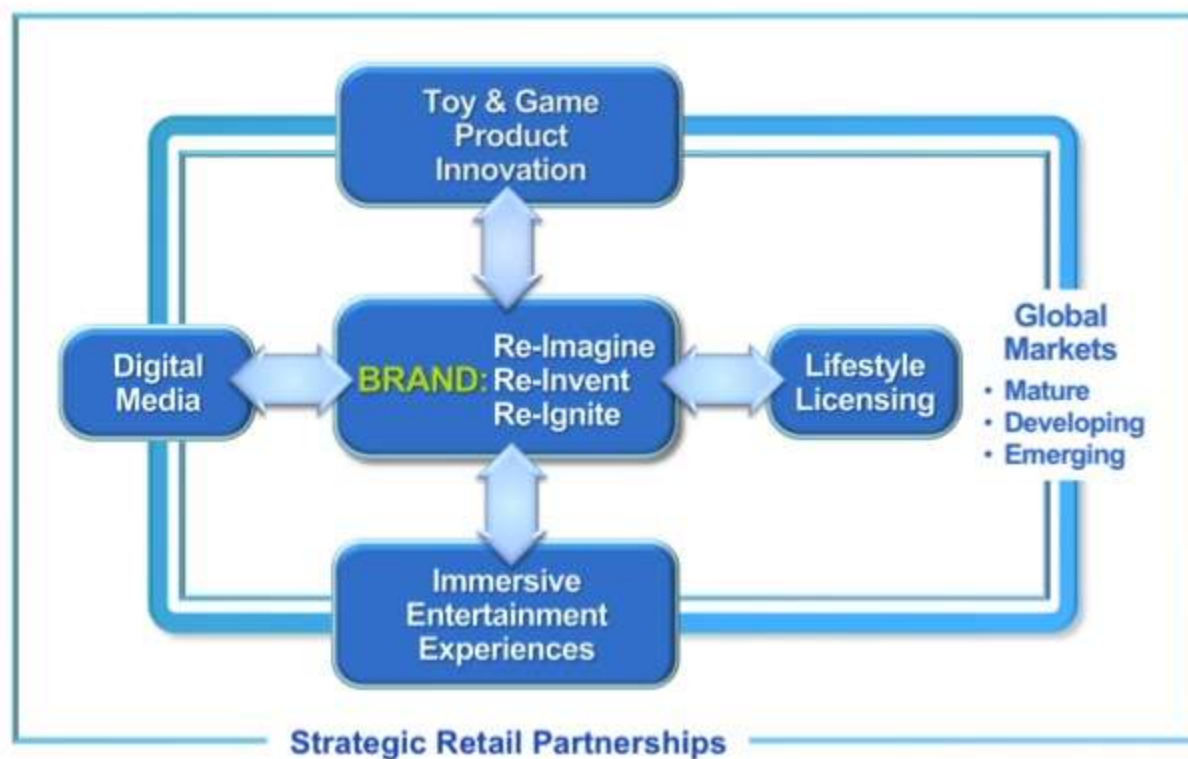 Toy & Game
Product
Innovation
Digital
Media
BRAND:
Re-Imagine
Re-Invent
Re-Ignite
Lifestyle
Licensing
Global
Markets
• Mature
• Developing
• Emerging
Immersive
Entertainment
Experiences
Strategic Retail Partnerships